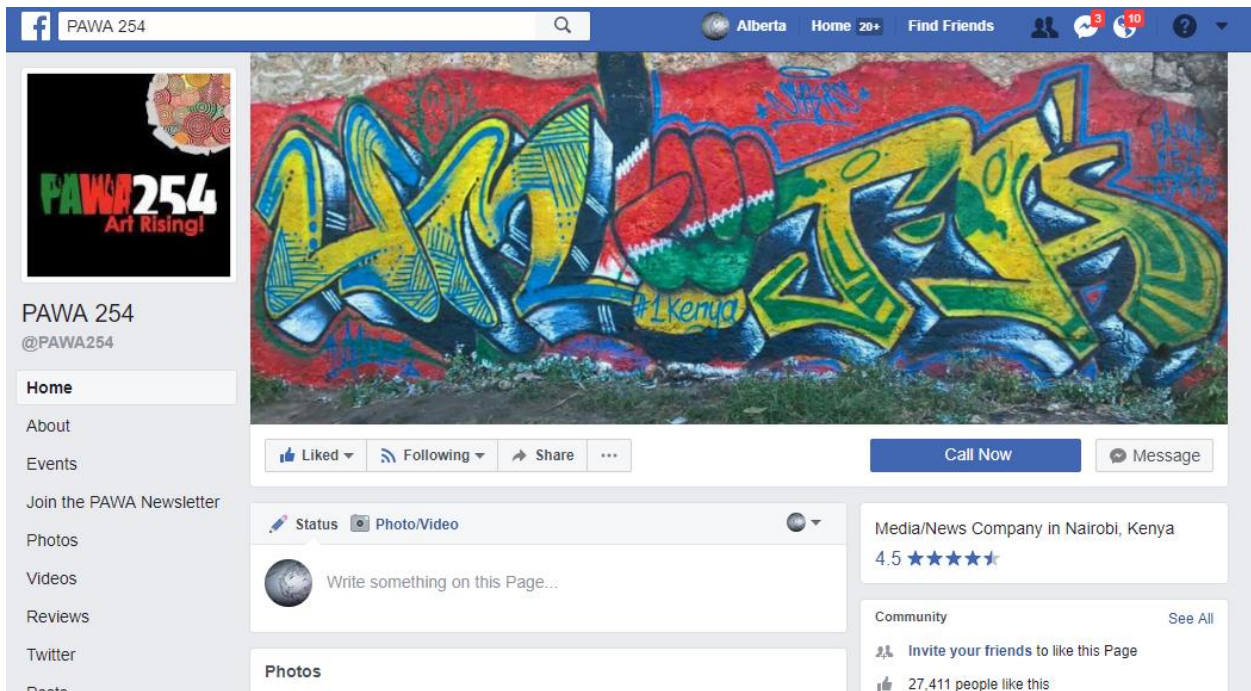 PAWA 254
Alberta Home 20+ Find Friends 3 10 ?
PAWA254
Art Rising!
PAWA 254
@PAWA254
Home
About
Events
Join the PAWA Newsletter
Photos
Videos
Reviews
Twitter
Posts
#1Kenya
Liked Following Share ...
Call Now Message
Status Photo/Video
Write something on this Page...
Photos
Media/News Company in Nairobi, Kenya
4.5
Community See All
Invite your friends to like this Page
27,411 people like this